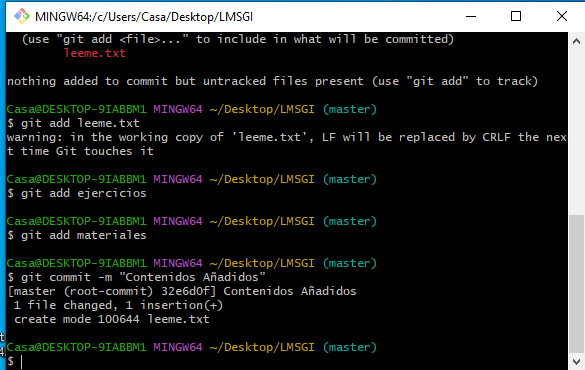 MINGW64:/c/Users/Casa/Desktop/LMSGI
(use "git add <file>..." to include in what will be committed)
leeme.txt
nothing added to commit but untracked files present (use "git add" to track)
Casa@DESKTOP-9IABBM1 MINGW64 ~/Desktop/LMSGI (master)
$ git add leeme.txt
warning: in the working copy of 'leeme.txt', LF will be replaced by CRLF the nex
t time Git touches it
Casa@DESKTOP-9IABBM1 MINGW64 ~/Desktop/LMSGI (master)
$ git add ejercicios
Casa@DESKTOP-9IABBM1 MINGW64 ~/Desktop/LMSGI (master)
$ git add materiales
Casa@DESKTOP-9IABBM1 MINGW64 ~/Desktop/LMSGI (master)
$ git commit -m "Contenidos Añadidos"
[master (root-commit) 32e6d0f] Contenidos Añadidos
1 file changed, 1 insertion(+)
create mode 100644 leeme.txt
Casa@DESKTOP-9IABBM1 MINGW64 ~/Desktop/LMSGI (master)
$